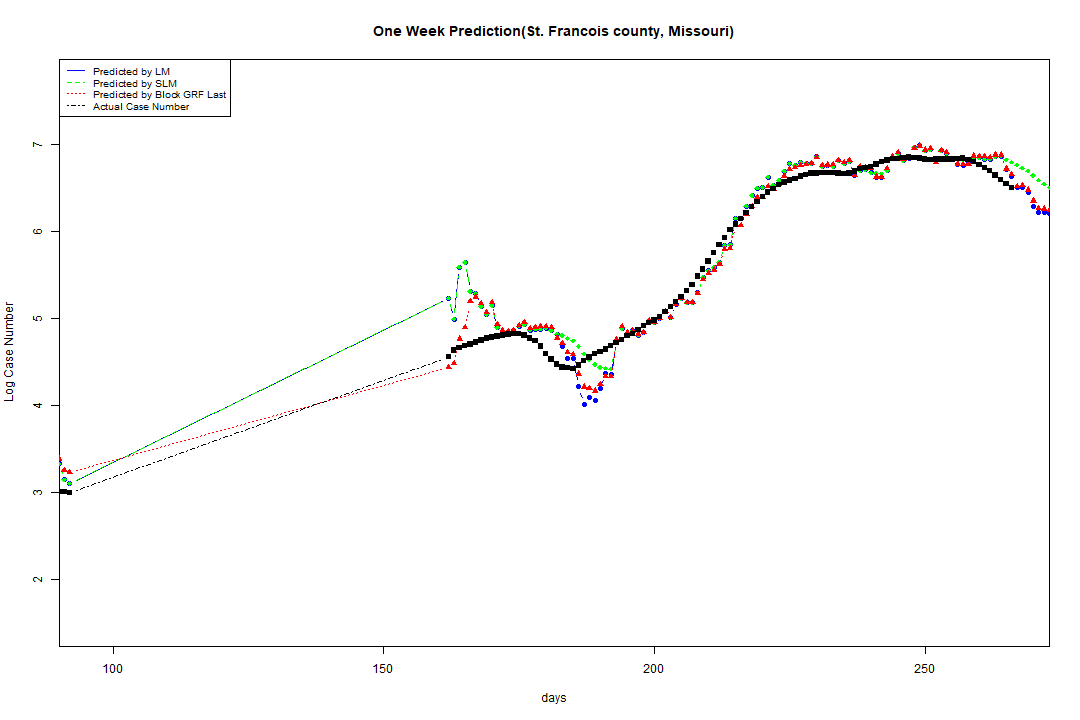 One Week Prediction(St. Francois county, Missouri)
Predicted by LM
Predicted by SLM
Predicted by Block GRF Last
Actual Case Number
7
6
5
4
3
2
Log Case Number
100 150 200 250
days